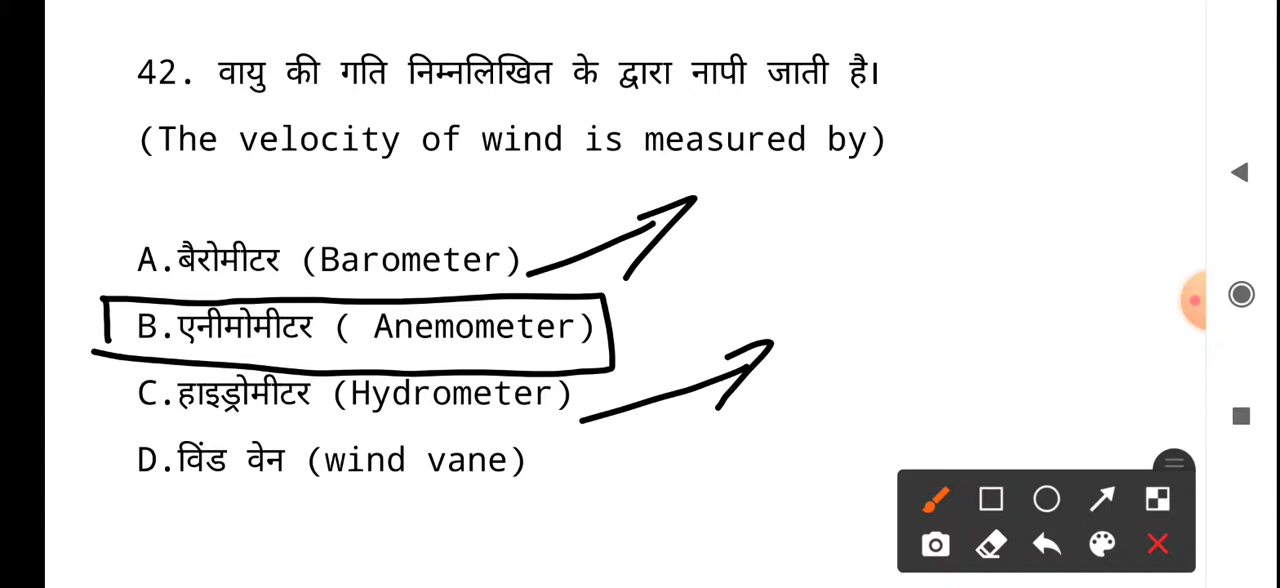 42. वायु की गति निम्नलिखित के द्वारा नापी जाती है।
(The velocity of wind is measured by)
A.बैरोमीटर (Barometer)
B.एनीमोमीटर ( Anemometer)
C.हाइड्रोमीटर (Hydrometer)
D.विंड वेन (wind vane)